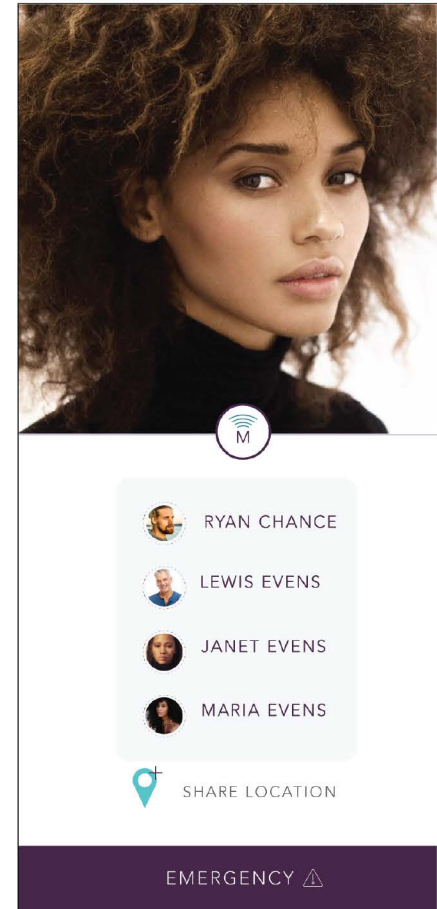 M
RYAN CHANCE
LEWIS EVENS
JANET EVENS
MARIA EVENS
SHARE LOCATION
EMERGENCY